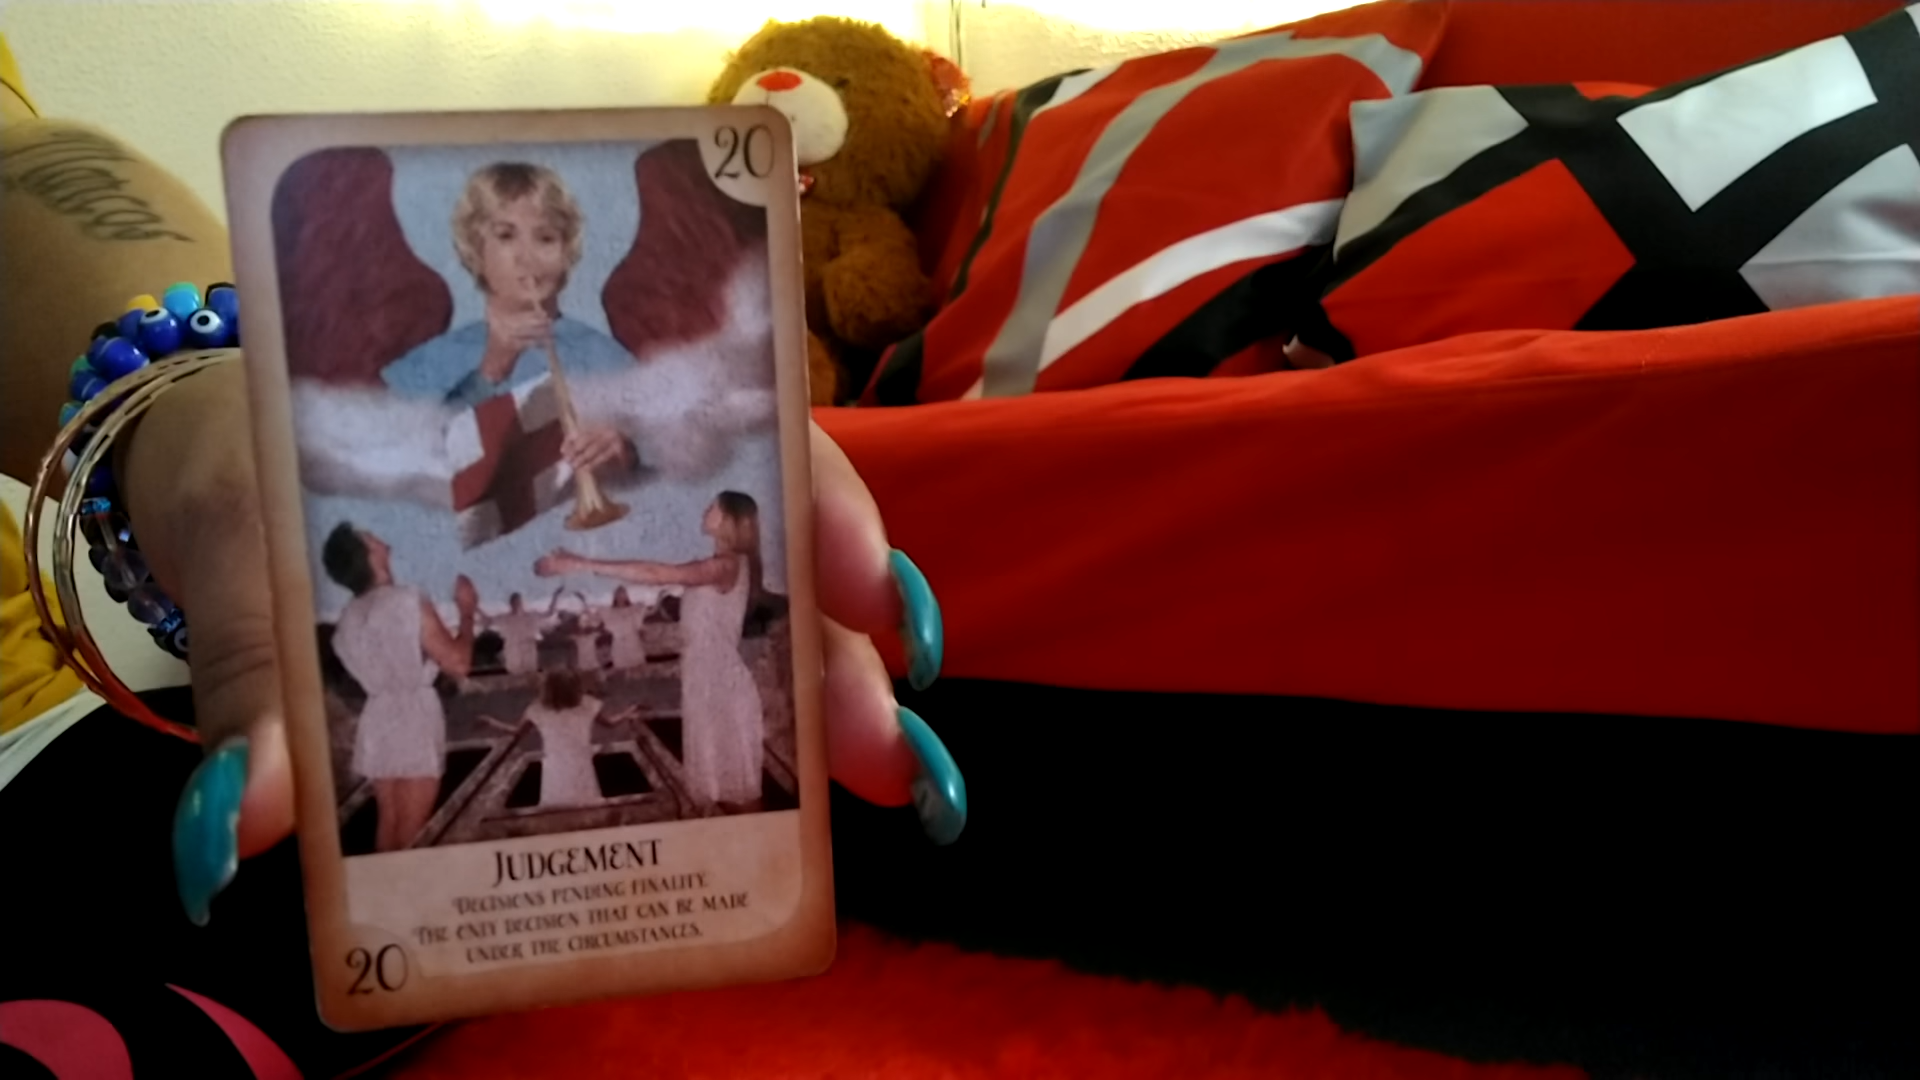 20
JUDGEMENT
DECISIONS PENDING FINALITY.
THE ONLY DECISION THAT CAN BE MADE
UNDER THE CIRCUMSTANCES.
20